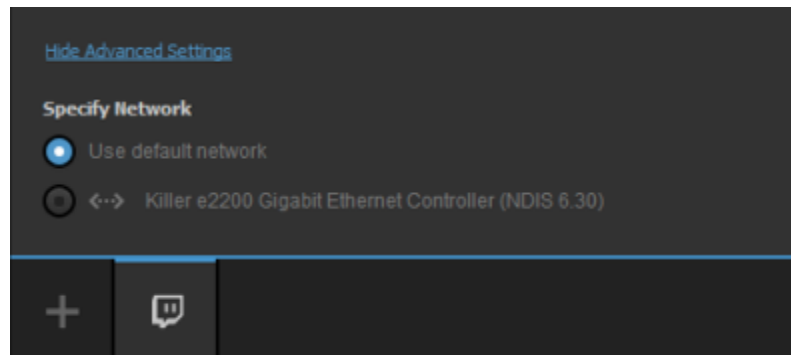 Hide Advanced Settings
Specify Network
Use default network
Killer e2200 Gigabit Ethernet Controller (NDIS 6.30)